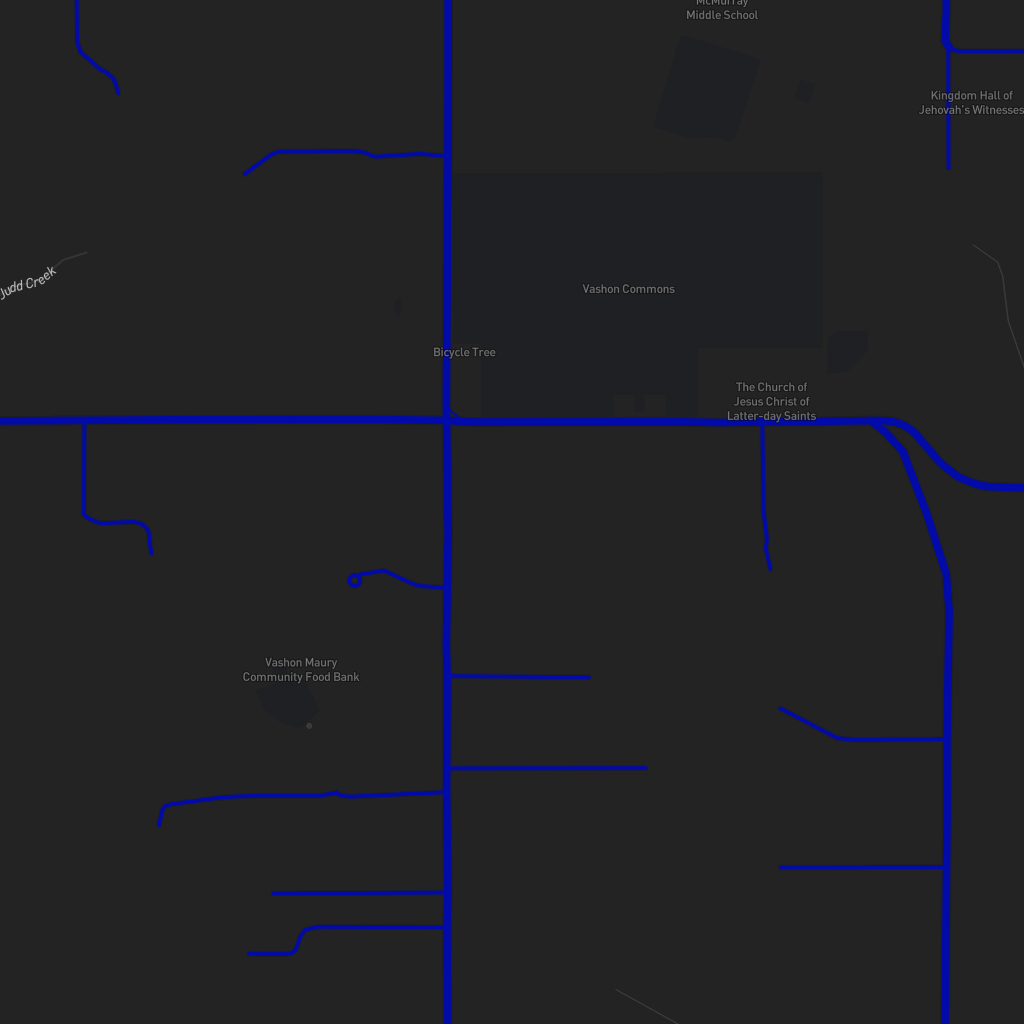 McMurray
Middle School
Kingdom Hall of
Jehovah's Witnesses
Judd Creek
Vashon Commons
Bicycle Tree
The Church of
Jesus Christ of
Latter-day Saints
Vashon Maury
Community Food Bank